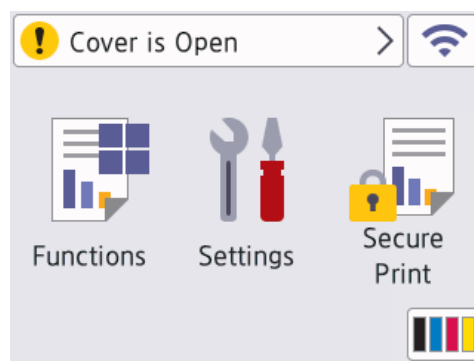 Cover is Open
Functions
Settings
Secure
Print